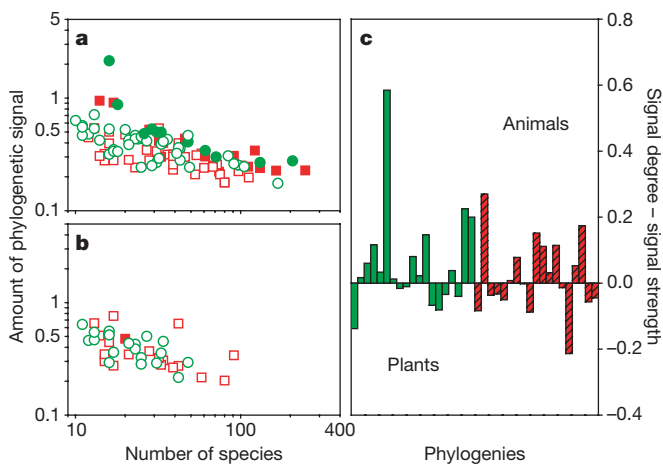 a
5
1
0.5
0.1
b
1
0.5
0.1
10
100
400
Amount of phylogenetic signal
Number of species
c
Animals
Plants
Phylogenies
0.8
0.6
0.4
0.2
0.0
−0.2
−0.4
Signal degree – signal strength